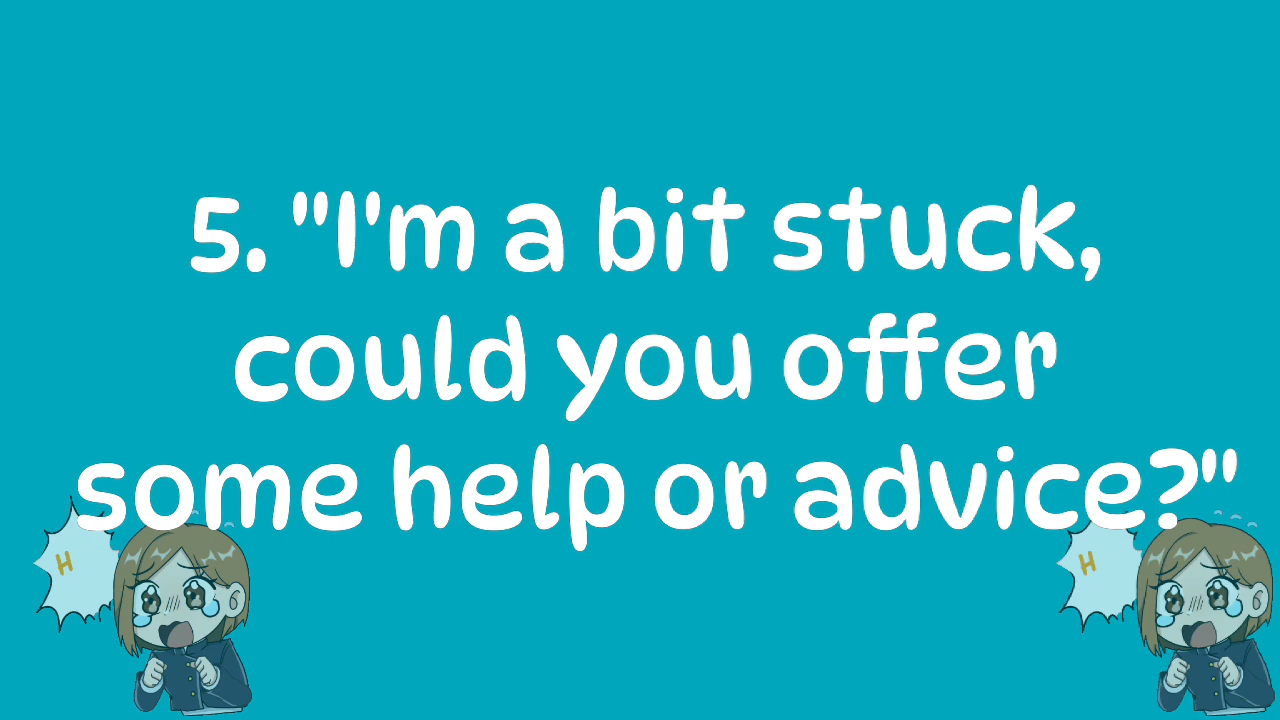 5. "I'm a bit stuck,
could you offer
some help or advice?"
H
H